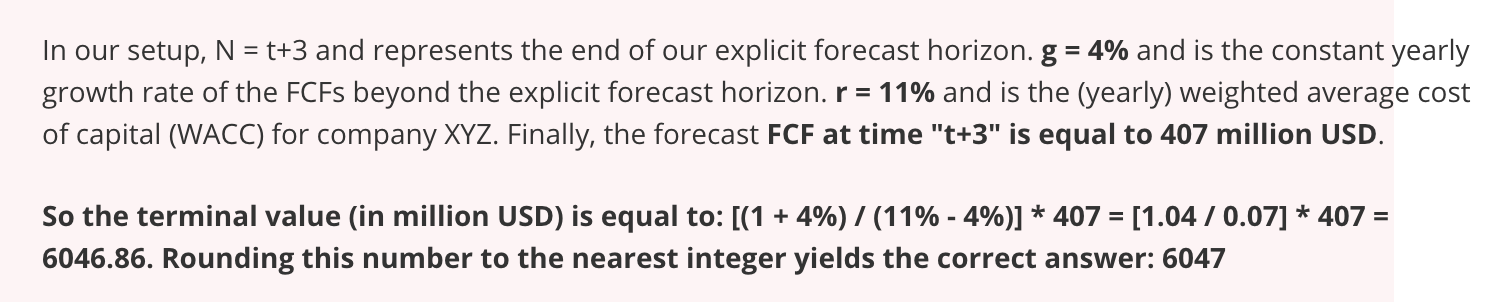 In our setup, N = t+3 and represents the end of our explicit forecast horizon. g = 4% and is the constant yearly
growth rate of the FCFs beyond the explicit forecast horizon. r = 11% and is the (yearly) weighted average cost
of capital (WACC) for company XYZ. Finally, the forecast FCF at time "t+3" is equal to 407 million USD.
So the terminal value (in million USD) is equal to: [(1 + 4%) / (11% - 4%)] * 407 = [1.04 / 0.07] * 407 =
6046.86. Rounding this number to the nearest integer yields the correct answer: 6047